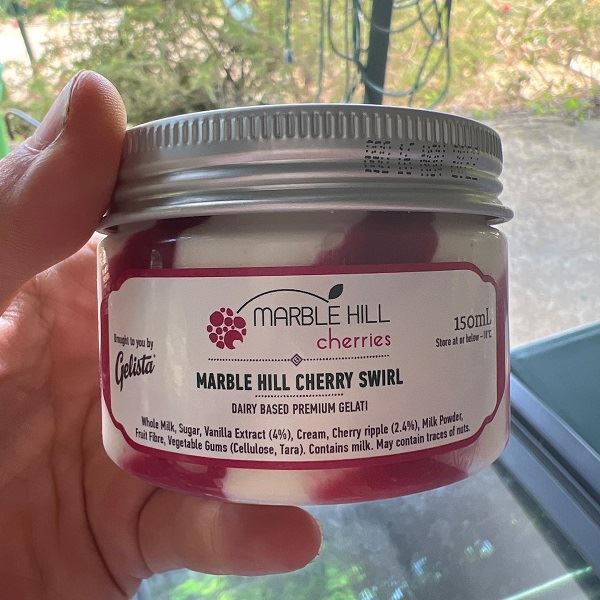 MARBLE HILL
cherries
150mL
Store at or below -18°C
Brought to you by
Gelista
MARBLE HILL CHERRY SWIRL
DAIRY BASED PREMIUM GELATI
Whole Milk, Sugar, Vanilla Extract (4%), Cream, Cherry ripple (2.4%), Milk Powder,
Fruit Fibre, Vegetable Gums (Cellulose, Tara). Contains milk. May contain traces of nuts.